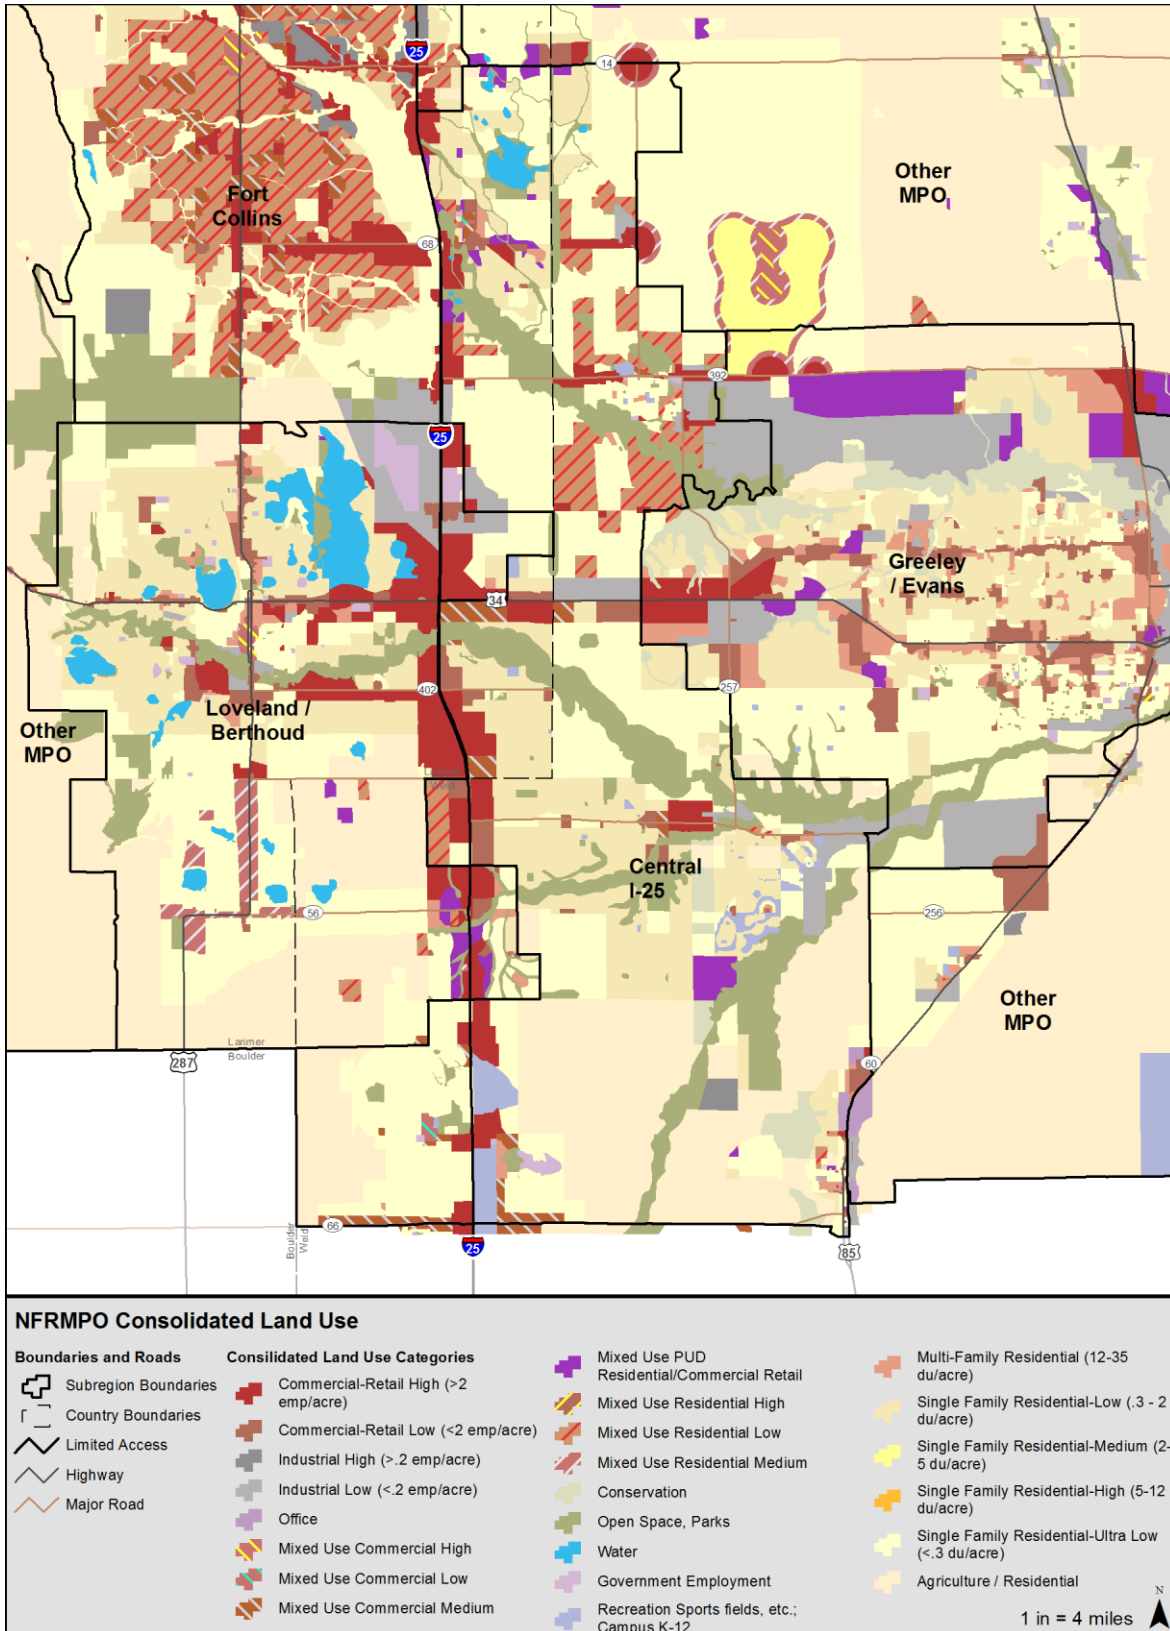 25
14
Other
MPO
Fort
Collins
68
392
25
Greeley
/ Evans
34
257
402
Loveland /
Berthoud
Other
MPO
Larimer
Weld
Central
I-25
56
256
Other
MPO
Larimer
Boulder
287
60
66
Boulder
Weld
25
85
NFRMPO Consolidated Land Use
Boundaries and Roads
Subregion Boundaries
Country Boundaries
Limited Access
Highway
Major Road
Consilidated Land Use Categories
Commercial-Retail High (>2
emp/acre)
Commercial-Retail Low (<2 emp/acre)
Industrial High (>.2 emp/acre)
Industrial Low (<.2 emp/acre)
Office
Mixed Use Commercial High
Mixed Use Commercial Low
Mixed Use Commercial Medium
Mixed Use PUD
Residential/Commercial Retail
Mixed Use Residential High
Mixed Use Residential Low
Mixed Use Residential Medium
Conservation
Open Space, Parks
Water
Government Employment
Recreation Sports fields, etc.;
Campus K-12
Multi-Family Residential (12-35
du/acre)
Single Family Residential-Low (.3 - 2
du/acre)
Single Family Residential-Medium (2-
5 du/acre)
Single Family Residential-High (5-12
du/acre)
Single Family Residential-Ultra Low
(<.3 du/acre)
Agriculture / Residential
N
1 in = 4 miles